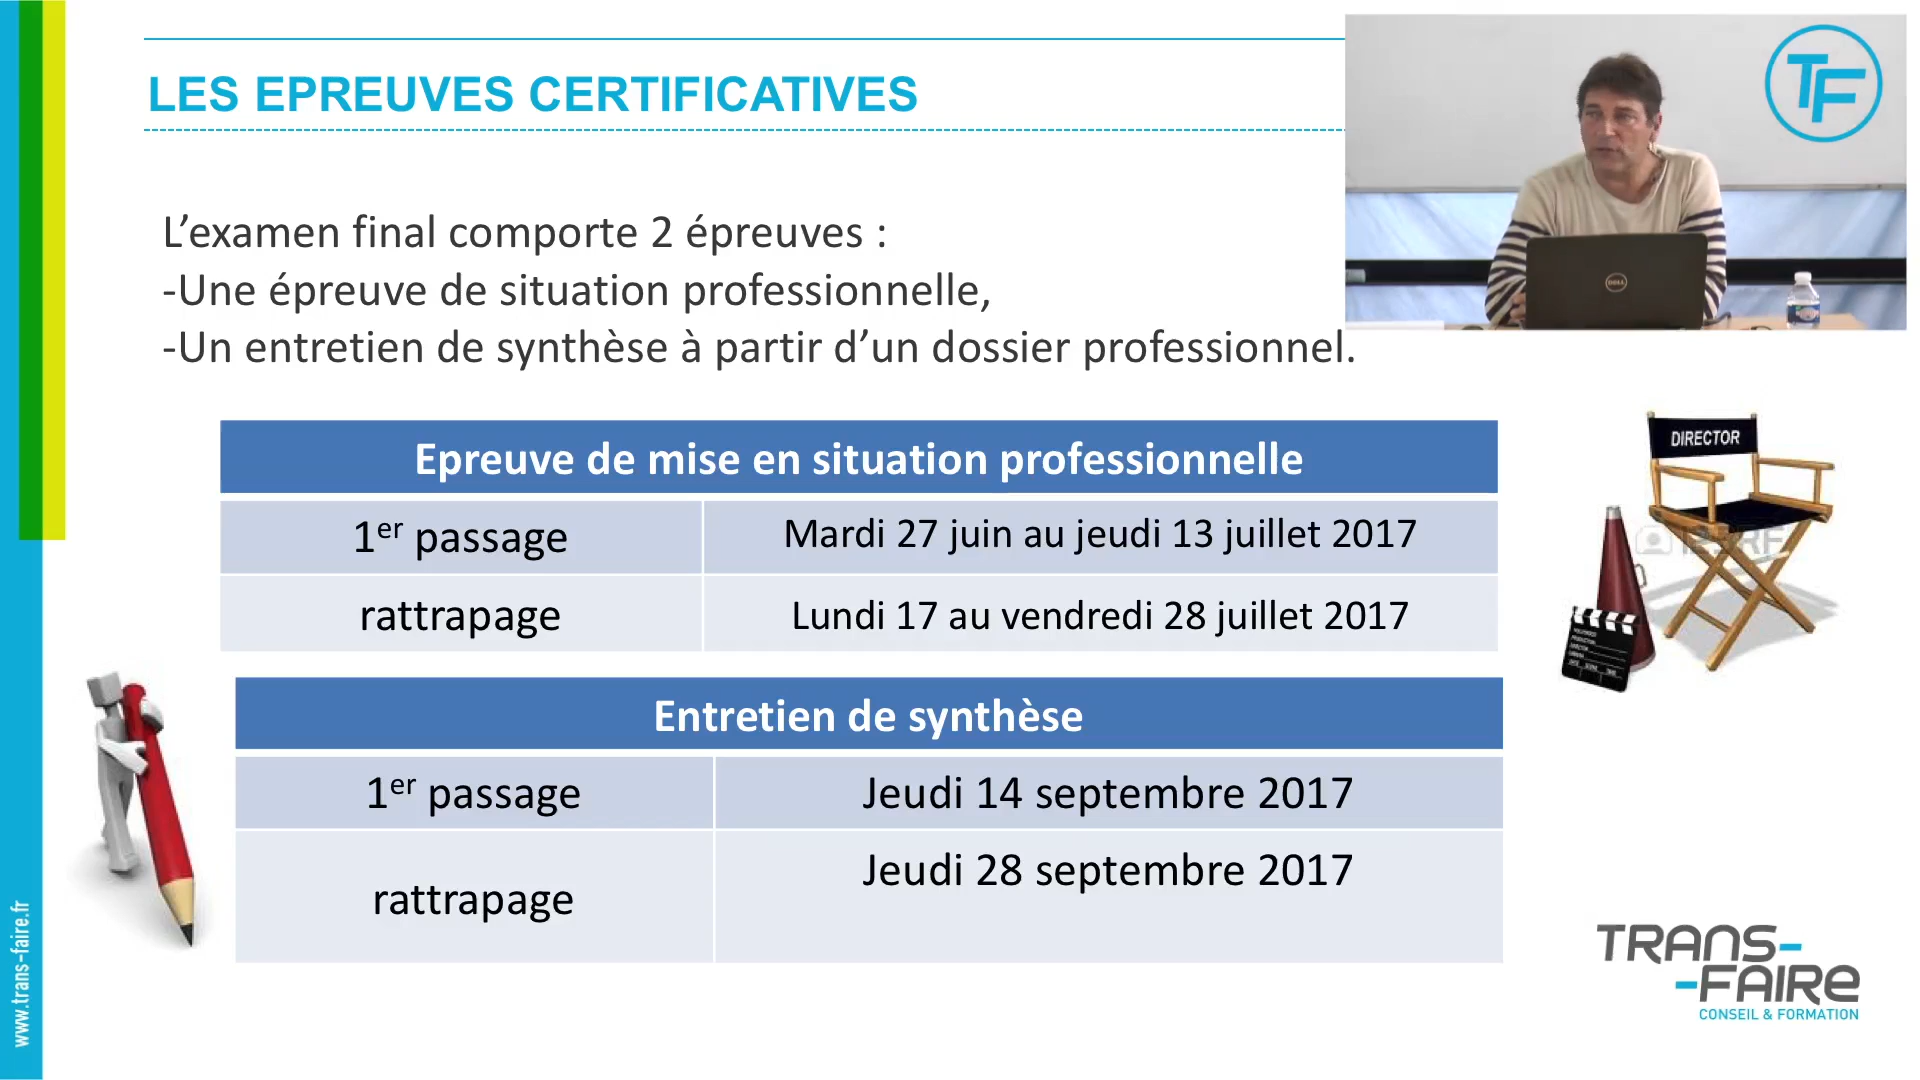 LES EPREUVES CERTIFICATIVES
TF
L’examen final comporte 2 épreuves :
-Une épreuve de situation professionnelle,
-Un entretien de synthèse à partir d’un dossier professionnel.
Epreuve de mise en situation professionnelle
1er passage
Mardi 27 juin au jeudi 13 juillet 2017
rattrapage
Lundi 17 au vendredi 28 juillet 2017
DIRECTOR
123RF
Entretien de synthèse
1er passage
Jeudi 14 septembre 2017
rattrapage
Jeudi 28 septembre 2017
www.trans-faire.fr
TRANS-
-FAIRE
CONSEIL & FORMATION
DELL